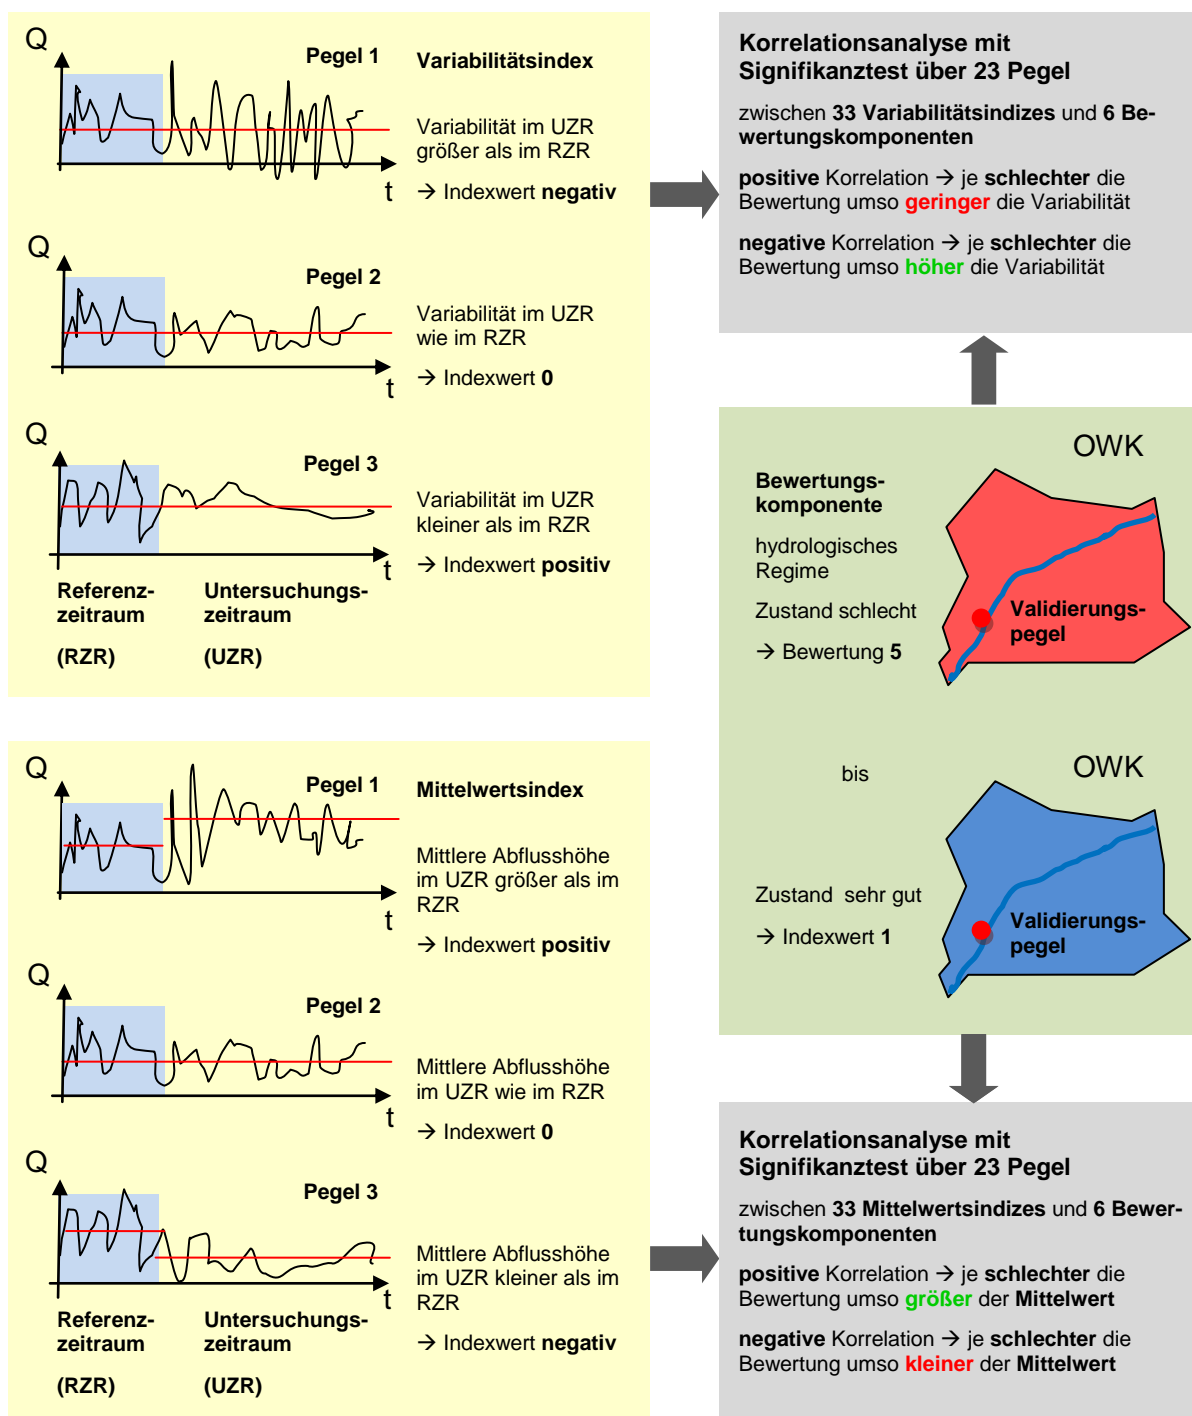 Q
Pegel 1
Variabilitätsindex
Variabilität im UZR
größer als im RZR
→ Indexwert negativ
t
Q
Pegel 2
Variabilität im UZR
wie im RZR
→ Indexwert 0
t
Q
Pegel 3
Variabilität im UZR
kleiner als im RZR
→ Indexwert positiv
t
Referenz-
zeitraum
(RZR)
Untersuchungs-
zeitraum
(UZR)
Korrelationsanalyse mit
Signifikanztest über 23 Pegel
zwischen 33 Variabilitätsindizes und 6 Be-
wertungskomponenten
positive Korrelation → je schlechter die
Bewertung umso geringer die Variabilität
negative Korrelation → je schlechter die
Bewertung umso höher die Variabilität
OWK
Bewertungs-
komponente
hydrologisches
Regime
Zustand schlecht
→ Bewertung 5
Validierungs-
pegel
bis
OWK
Zustand sehr gut
→ Indexwert 1
Validierungs-
pegel
Q
Pegel 1
Mittelwertsindex
Mittlere Abflusshöhe
im UZR größer als im
RZR
→ Indexwert positiv
t
Q
Pegel 2
Mittlere Abflusshöhe
im UZR wie im RZR
→ Indexwert 0
t
Q
Pegel 3
Mittlere Abflusshöhe
im UZR kleiner als im
RZR
→ Indexwert negativ
t
Referenz-
zeitraum
(RZR)
Untersuchungs-
zeitraum
(UZR)
Korrelationsanalyse mit
Signifikanztest über 23 Pegel
zwischen 33 Mittelwertsindizes und 6 Bewer-
tungskomponenten
positive Korrelation → je schlechter die
Bewertung umso größer der Mittelwert
negative Korrelation → je schlechter die
Bewertung umso kleiner der Mittelwert